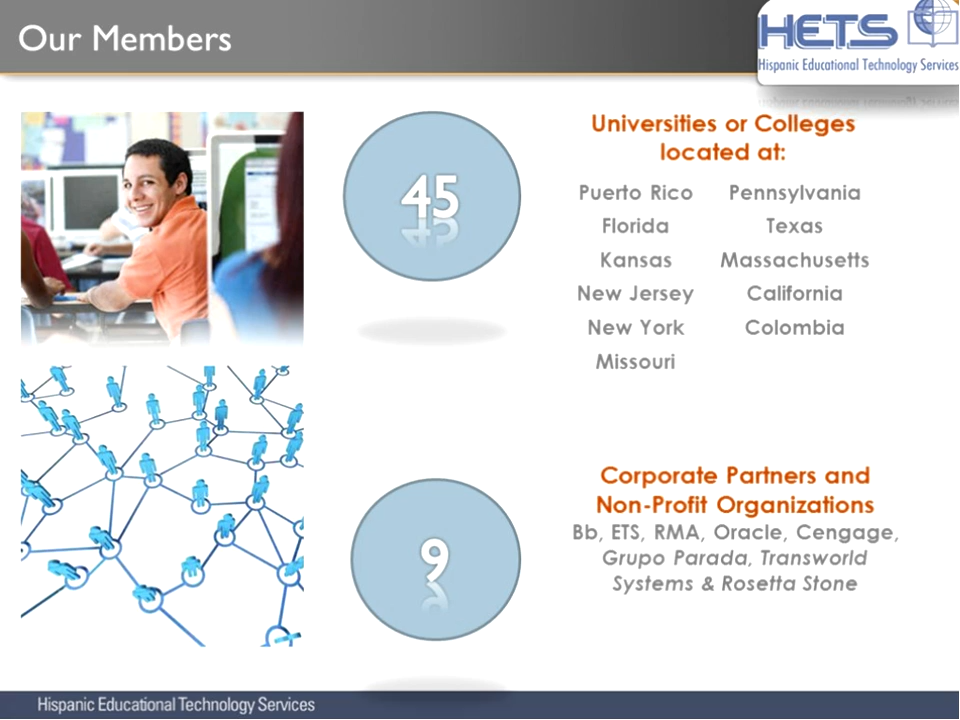 Our Members
HETS
Hispanic Educational Technology Services
45
Universities or Colleges
located at:
Puerto Rico Pennsylvania
Florida Texas
Kansas Massachusetts
New Jersey California
New York Colombia
Missouri
9
Corporate Partners and
Non-Profit Organizations
Bb, ETS, RMA, Oracle, Cengage,
Grupo Parada, Transworld
Systems & Rosetta Stone
Hispanic Educational Technology Services